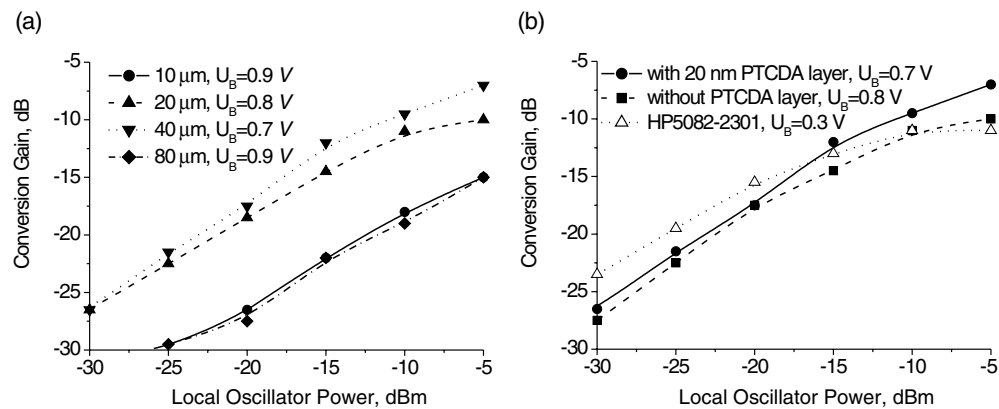 (a)
-5
-10
-15
-20
-25
-30
Conversion Gain, dB
10 μm, U_B=0.9 V
20 μm, U_B=0.8 V
40 μm, U_B=0.7 V
80 μm, U_B=0.9 V
-30 -25 -20 -15 -10 -5
Local Oscillator Power, dBm
(b)
-5
-10
-15
-20
-25
-30
Conversion Gain, dB
with 20 nm PTCDA layer, U_B=0.7 V
without PTCDA layer, U_B=0.8 V
HP5082-2301, U_B=0.3 V
-30 -25 -20 -15 -10 -5
Local Oscillator Power, dBm